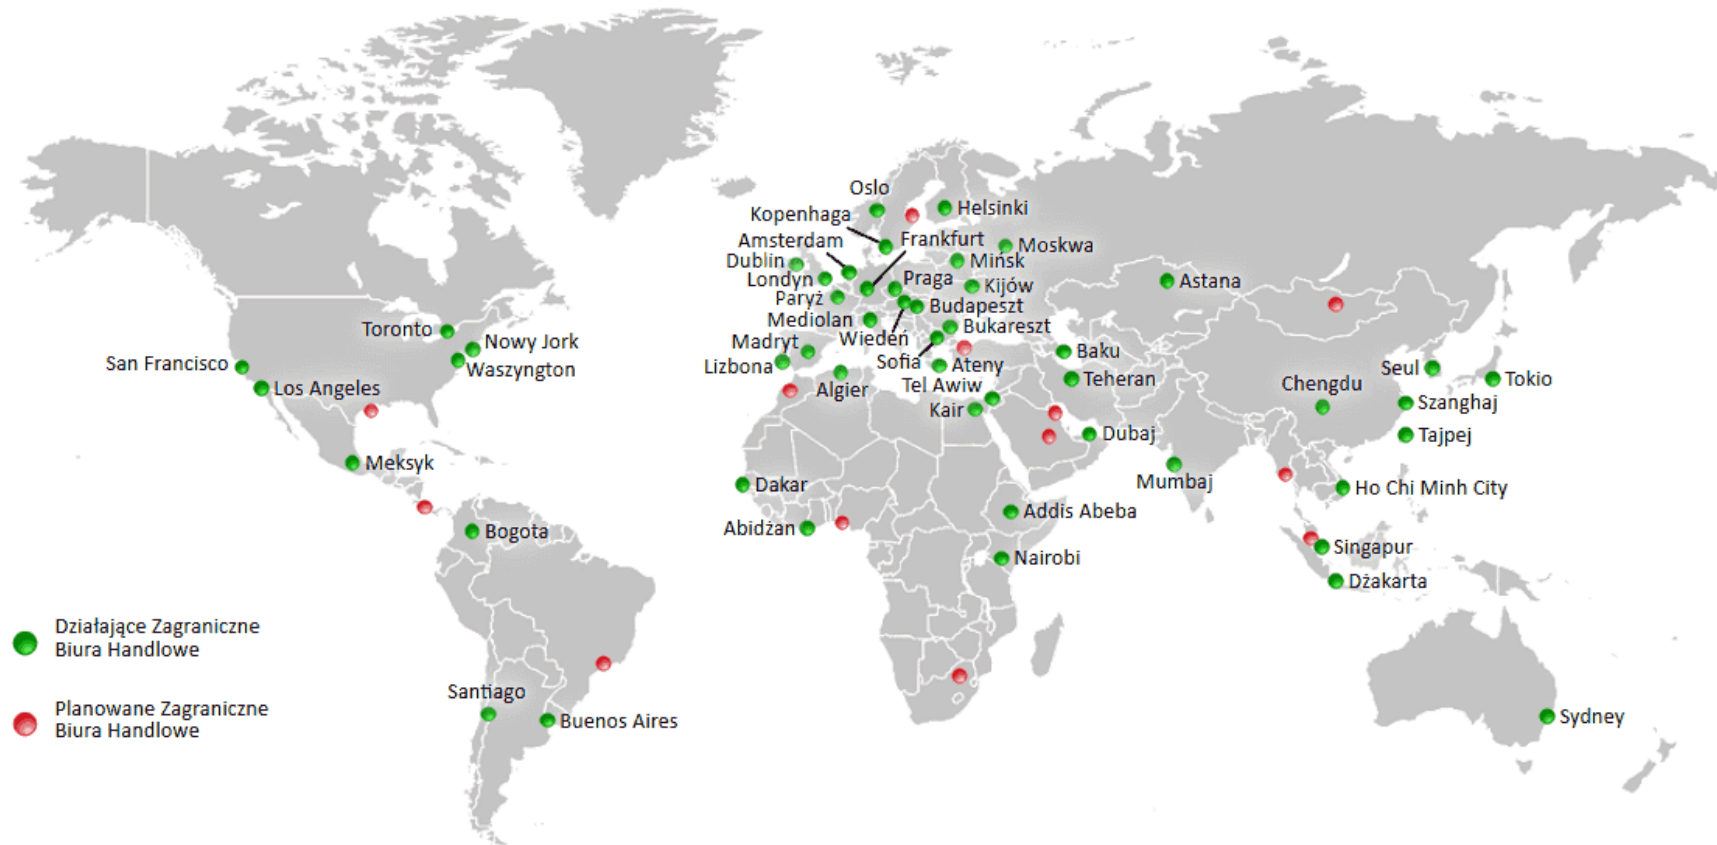 Oslo
Kopenhaga
Helsinki
Amsterdam
Frankfurt
Moskwa
Dublin
Mińsk
Londyn
Praga
Astana
Paryż
Kijów
Budapeszt
Mediolan
Bukareszt
Toronto
Wiedeń
Nowy Jork
Madryt
Baku
San Francisco
Waszyngton
Lizbona
Sofia
Ateny
Seul
Los Angeles
Algier
Tel Awiw
Teheran
Chengdu
Tokio
Kair
Szanghaj
Dubaj
Tajpej
Meksyk
Mumbaj
Dakar
Ho Chi Minh City
Abidżan
Addis Abeba
Bogota
Nairobi
Singapur
Dżakarta
Działające Zagraniczne
Biura Handlowe
Santiago
Planowane Zagraniczne
Biura Handlowe
Buenos Aires
Sydney